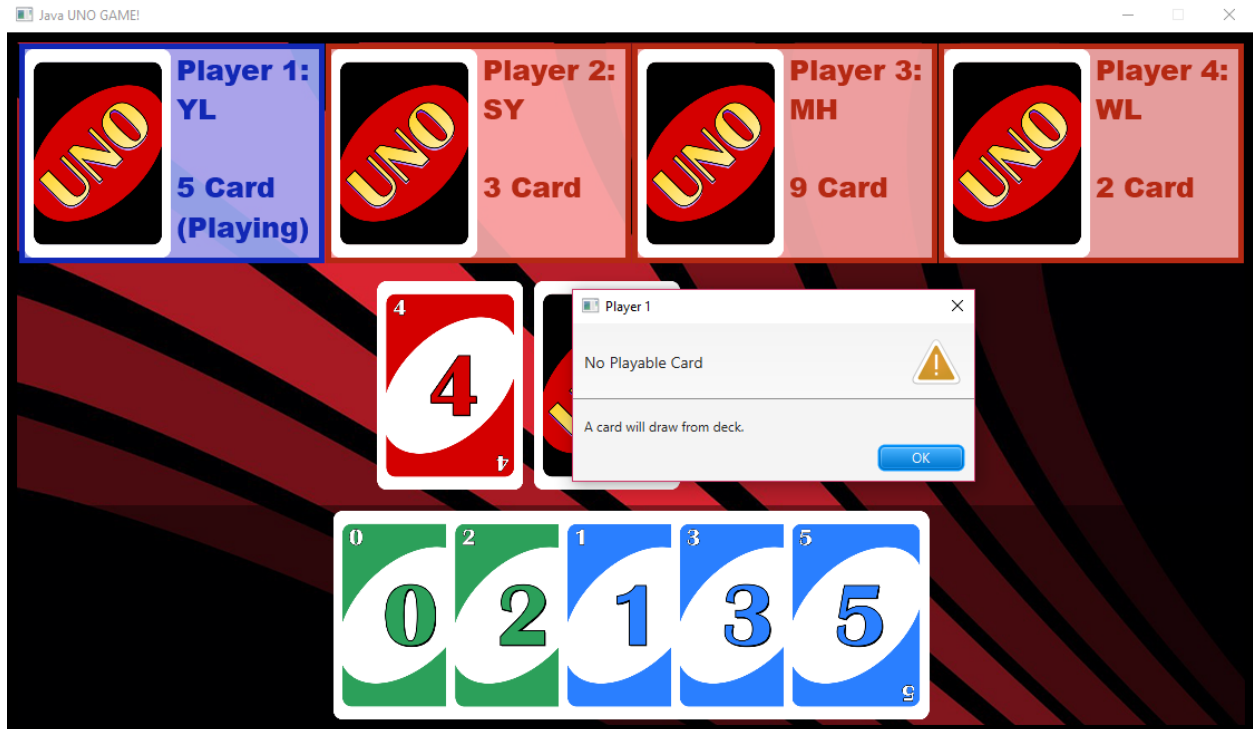 Java UNO GAME!
Player 1:
YL
5 Card
(Playing)
UNO
Player 2:
SY
3 Card
UNO
Player 3:
MH
9 Card
UNO
Player 4:
WL
2 Card
UNO
4
4
4
Player 1
No Playable Card
A card will draw from deck.
OK
0
2
1
3
5
0
2
1
3
5
5